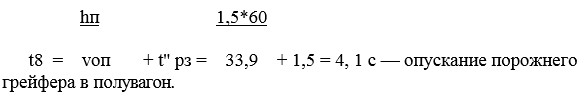 hп 1,5*60
t8 = vоп + t" рз = 33,9 + 1,5 = 4, 1 с — опускание порожнего
грейфера в полувагон.